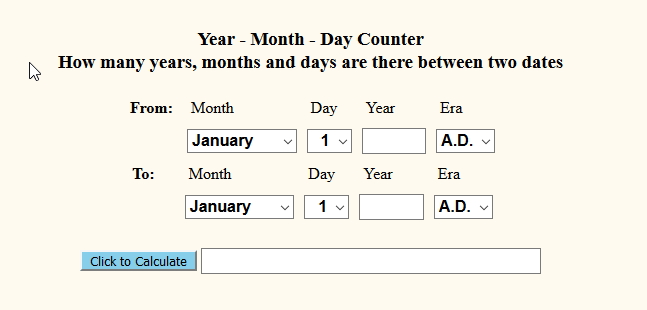 Year - Month - Day Counter
How many years, months and days are there between two dates
From: Month Day Year Era
January 1 A.D.
To: Month Day Year Era
January 1 A.D.
Click to Calculate